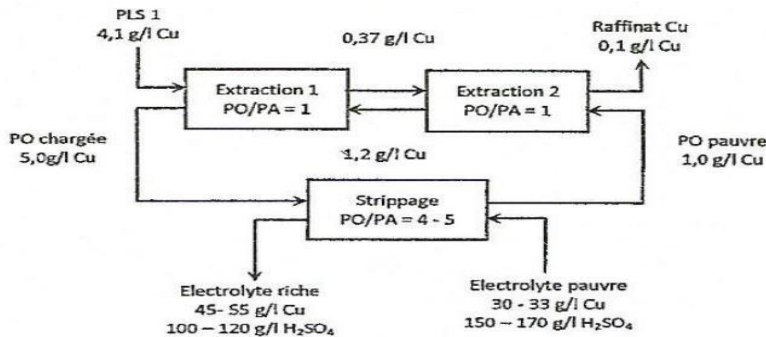 PLS 1
4,1 g/l Cu
0,37 g/l Cu
Raffinat Cu
0,1 g/l Cu
Extraction 1
PO/PA = 1
Extraction 2
PO/PA = 1
PO chargée
5,0g/l Cu
1,2 g/l Cu
PO pauvre
1,0 g/l Cu
Strippage
PO/PA = 4 - 5
Electrolyte riche
45- 55 g/l Cu
100 – 120 g/l H₂SO₄
Electrolyte pauvre
30 - 33 g/l Cu
150 – 170 g/l H₂SO₄